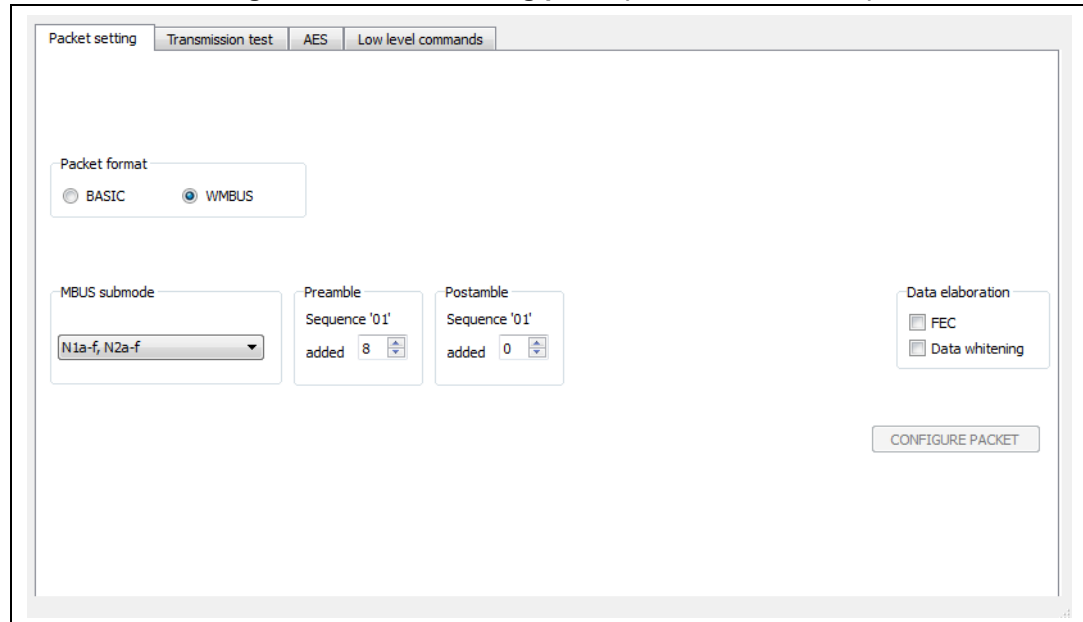 Packet setting Transmission test AES Low level commands
Packet format
BASIC WMBUS
MBUS submode Preamble Postamble Data elaboration
Sequence '01' Sequence '01' FEC
N1a-f, N2a-f added 8 added 0 Data whitening
CONFIGURE PACKET